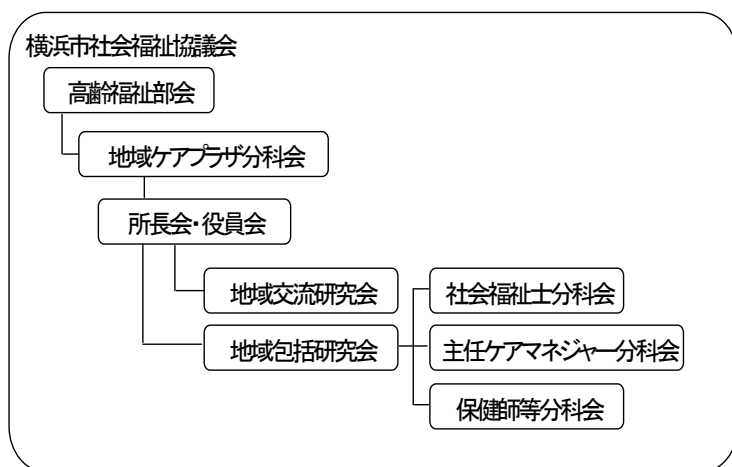 横浜市社会福祉協議会
高齢福祉部会
地域ケアプラザ分科会
所長会・役員会
地域交流研究会
社会福祉士分科会
地域包括研究会
主任ケアマネジャー分科会
保健師等分科会